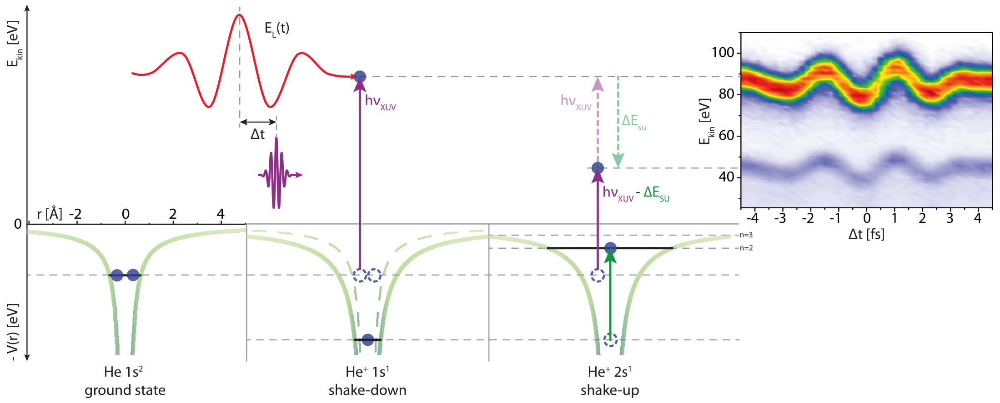 E_kin [eV]
E_L(t)
Δt
hν_XUV
hν_XUV
ΔE_su
hν_XUV - ΔE_SU
r [Å] -2 0 2 4
0
n=3
n=2
- V(r) [eV]
He 1s²
ground state
He⁺ 1s¹
shake-down
He⁺ 2s¹
shake-up
E_kin [eV]
100
80
60
40
-4 -3 -2 -1 0 1 2 3 4
Δt [fs]